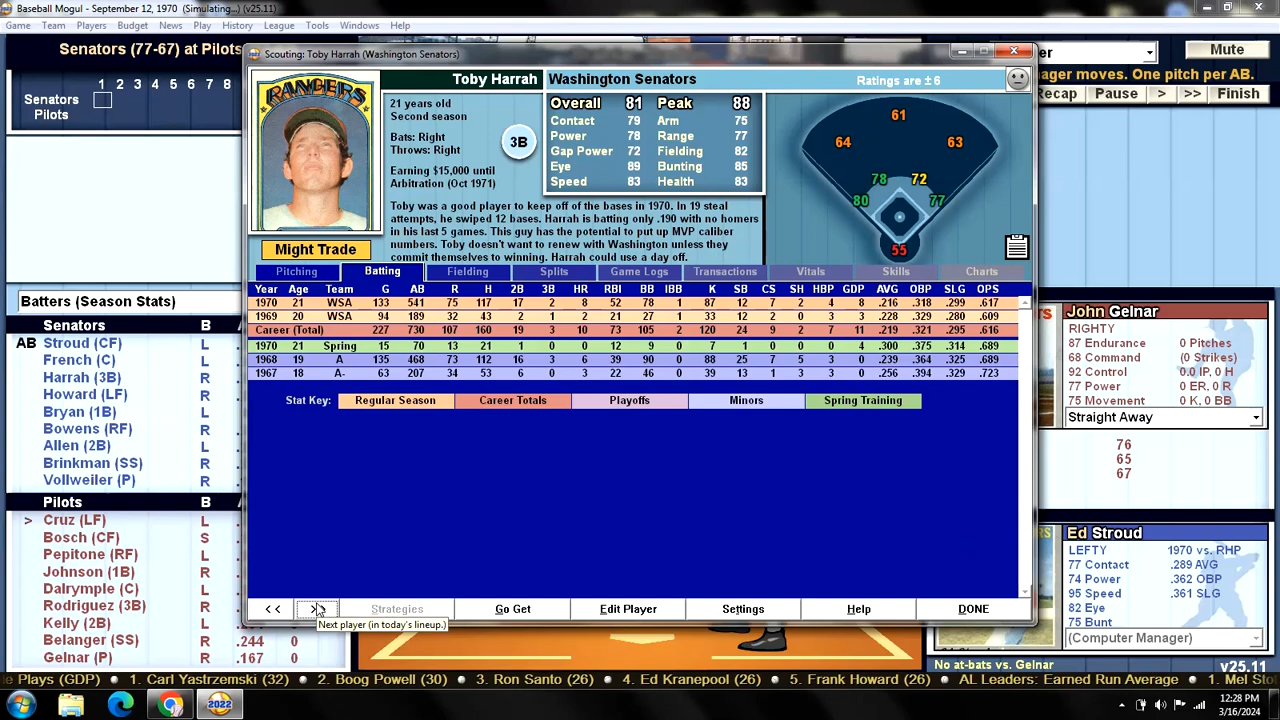 Baseball Mogul - September 12, 1970 (Simulating...) (v25.11)
Game Team Players Budget News Play History League Tools Windows Help
Senators (77-67) at Pilots
1 2 3 4 5 6 7 8
Senators
Pilots
Mute
nager moves. One pitch per AB.
Recap Pause > >> Finish
Scouting: Toby Harrah (Washington Senators)
RANGERS
Toby Harrah
Washington Senators
Ratings are ± 6
21 years old
Second season
Bats: Right
Throws: Right
Earning $15,000 until
Arbitration (Oct 1971)
3B
Overall 81 Peak 88
Contact 79 Arm 75
Power 78 Range 77
Gap Power 72 Fielding 82
Eye 89 Bunting 85
Speed 83 Health 83
61
64 63
78 72
80 77
55
Toby was a good player to keep off of the bases in 1970. In 19 steal
attempts, he swiped 12 bases. Harrah is batting only .190 with no homers
in his last 5 games. This guy has the potential to put up MVP caliber
numbers. Toby doesn't want to renew with Washington unless they
commit themselves to winning. Harrah could use a day off.
Might Trade
Pitching Batting Fielding Splits Game Logs Transactions Vitals Skills Charts
Year Age Team G AB R H 2B 3B HR RBI BB IBB K SB CS SH HBP GDP AVG OBP SLG OPS
1970 21 WSA 133 541 75 117 17 2 8 52 78 1 87 12 7 2 4 8 .216 .318 .299 .617
1969 20 WSA 94 189 32 43 2 1 2 21 27 1 33 12 2 0 3 3 .228 .329 .280 .609
Career (Total) 227 730 107 160 19 3 10 73 105 2 120 24 9 2 7 11 .219 .321 .295 .616
1970 21 Spring 15 70 13 21 1 0 0 12 9 0 7 1 0 0 0 4 .300 .375 .314 .689
1968 19 A 135 468 73 112 16 3 6 39 90 0 88 25 7 5 3 0 .239 .364 .325 .689
1967 18 A- 63 207 34 53 6 0 3 22 46 0 39 13 1 3 3 0 .256 .394 .329 .723
Stat Key: Regular Season Career Totals Playoffs Minors Spring Training
<< > Strategies Go Get Edit Player Settings Help DONE
Next player (in today's lineup.)
Batters (Season Stats)
Senators B
AB Stroud (CF) L
French (C) L
Harrah (3B) R
Howard (LF) R
Bryan (1B) L
Bowens (RF) R
Allen (2B) L
Brinkman (SS) R
Vollweiler (P) R
Pilots B
> Cruz (LF) L
Bosch (CF) S
Pepitone (RF) L
Johnson (1B) R
Dalrymple (C) L
Rodriguez (3B) R
Kelly (2B) L
Belanger (SS) R .244 0
Gelnar (P) R .167 0
John Gelnar
RIGHTY
87 Endurance 0 Pitches
68 Command (0 Strikes)
92 Control 0.0 IP, 0 H
77 Power 0 ER, 0 R
75 Movement 0 K, 0 BB
Straight Away
76
65
67
Ed Stroud
LEFTY 1970 vs. RHP
77 Contact .289 AVG
74 Power .362 OBP
95 Speed .361 SLG
82 Eye
75 Bunt
(Computer Manager)
No at-bats vs. Gelnar
v25.11
le Plays (GDP) • 1. Carl Yastrzemski (32) • 2. Boog Powell (30) • 3. Ron Santo (26) • 4. Ed Kranepool (26) • 5. Frank Howard (26) • AL Leaders: Earned Run Average • 1. Mel Sto
2022
12:28 PM
3/16/2024